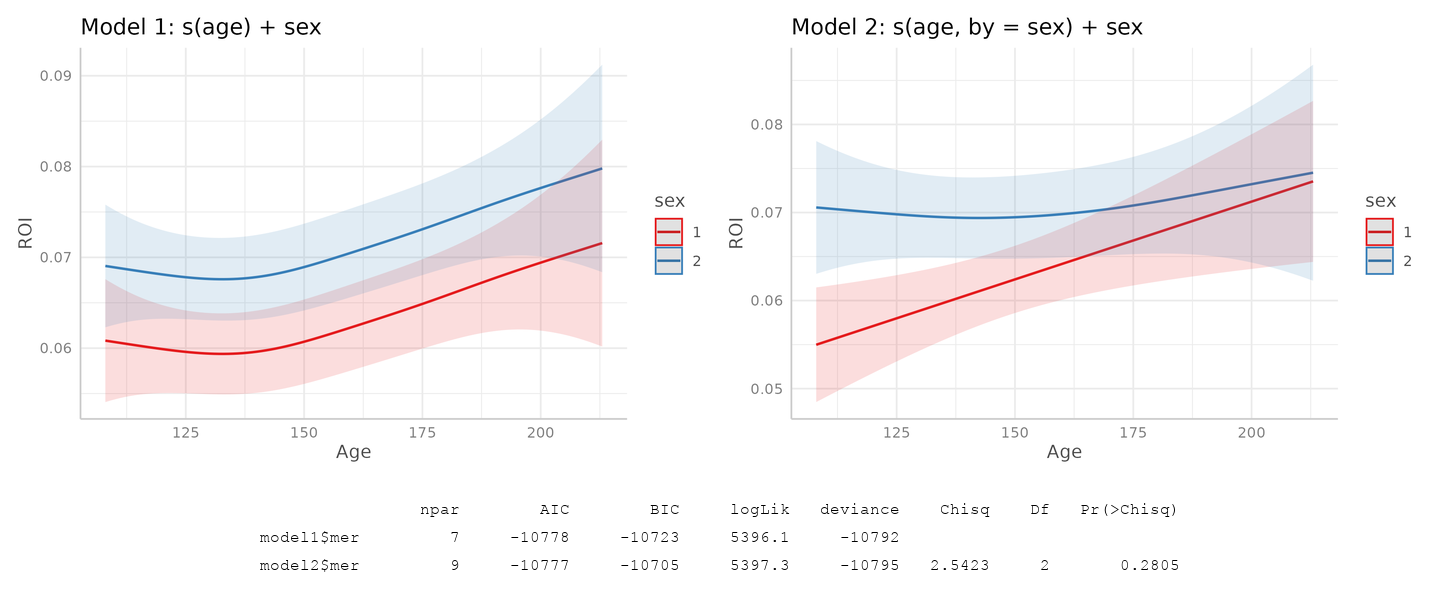 Model 1: s(age) + sex
0.09
0.08
0.07
0.06
ROI
125 150 175 200
Age
sex
1
2
Model 2: s(age, by = sex) + sex
0.08
0.07
0.06
0.05
ROI
125 150 175 200
Age
sex
1
2
npar AIC BIC logLik deviance Chisq Df Pr(>Chisq)
model1$mer 7 -10778 -10723 5396.1 -10792
model2$mer 9 -10777 -10705 5397.3 -10795 2.5423 2 0.2805